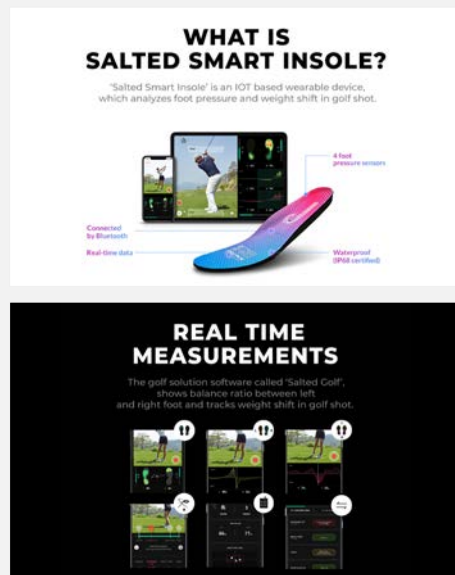 WHAT IS
SALTED SMART INSOLE?
'Salted Smart Insole' is an IOT based wearable device,
which analyzes foot pressure and weight shift in golf shot.
4 foot
pressure sensors
Connected
by Bluetooth
Real-time data
Waterproof
(IP68 certified)
REAL TIME
MEASUREMENTS
The golf solution software called 'Salted Golf',
shows balance ratio between left
and right foot and tracks weight shift in golf shot.